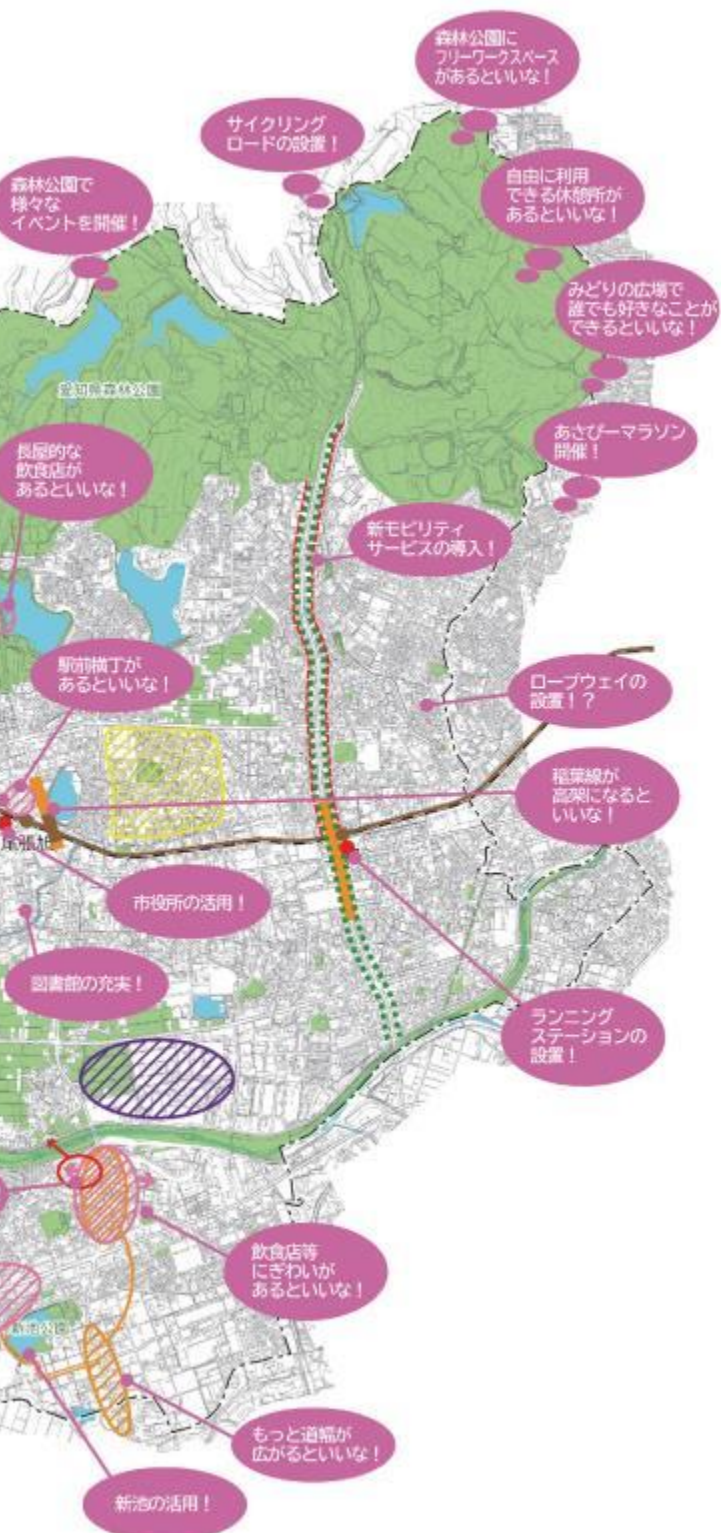 森林公園に
フリーワークスペース
があるといいな！
サイクリング
ロードの設置！
森林公園で
様々な
イベントを開催！
自由に利用
できる休憩所が
あるといいな！
みどりの広場で
誰でも好きなことが
できるといいな！
愛知県森林公園
あさぴーマラソン
開催！
長屋的な
飲食店が
あるといいな！
新モビリティ
サービスの導入！
駅前横丁が
あるといいな！
ロープウェイの
設置！？
稲葉線が
高架になると
いいな！
尾張旭
市役所の活用！
図書館の充実！
ランニング
ステーションの
設置！
飲食店等
にぎわいが
あるといいな！
新池公園
もっと道幅が
広がるといいな！
新池の活用！